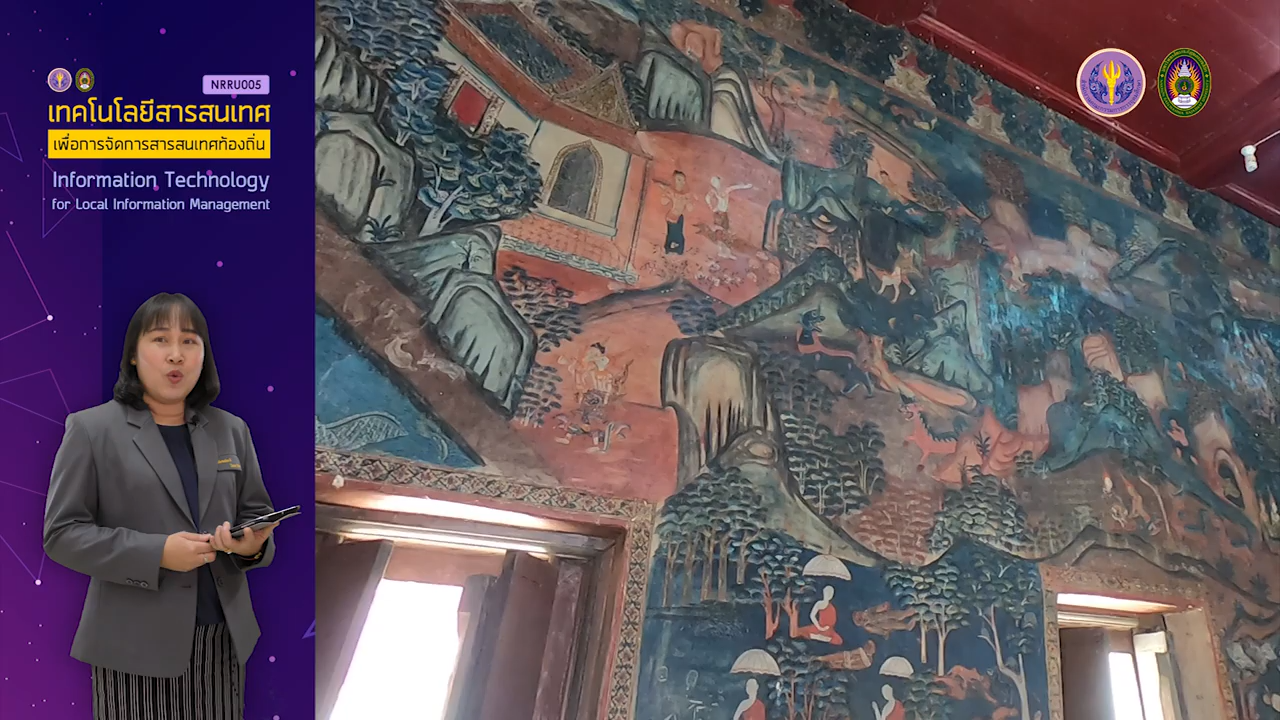 NRRU005
เทคโนโลยีสารสนเทศ
เพื่อการจัดการสารสนเทศท้องถิ่น
Information Technology
for Local Information Management